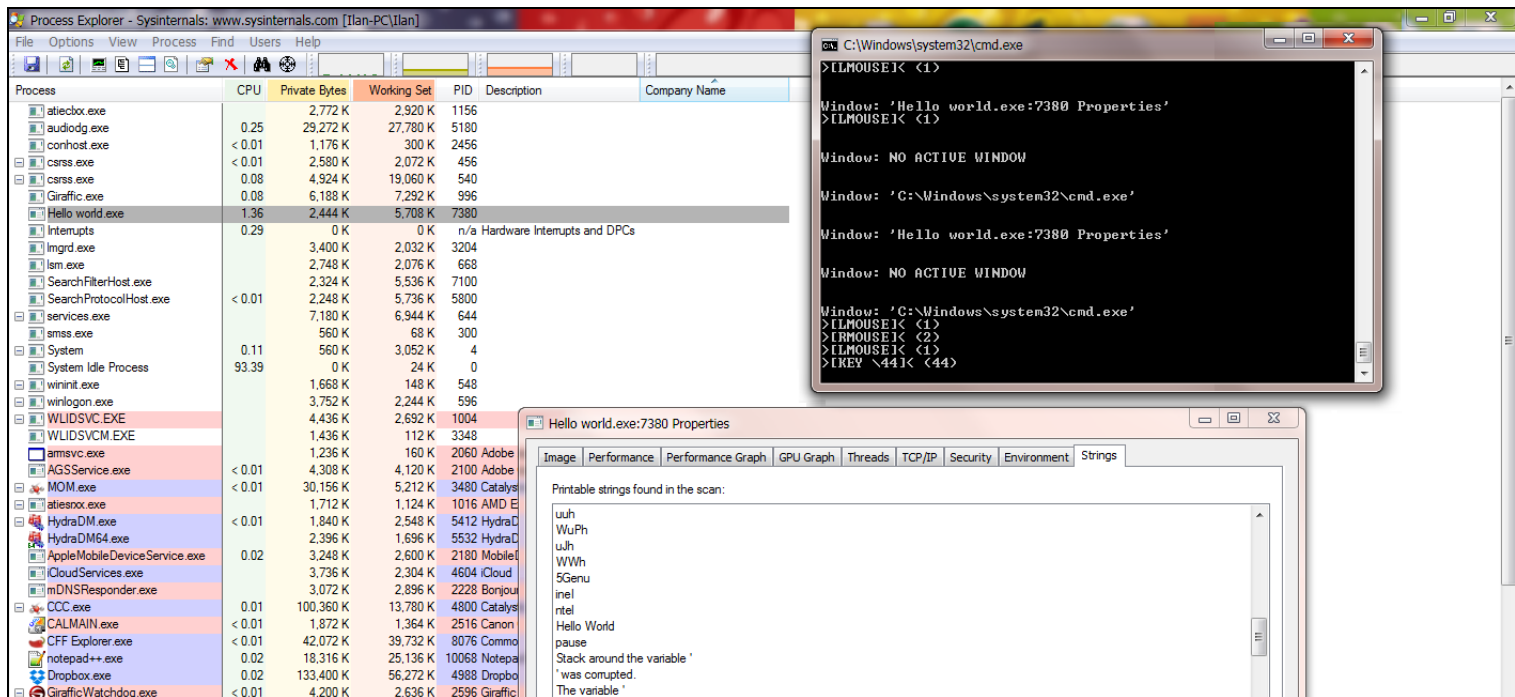 Process Explorer - Sysinternals: www.sysinternals.com [Ilan-PC\Ilan]
File Options View Process Find Users Help
Process CPU Private Bytes Working Set PID Description Company Name
atieclxx.exe 2,772 K 2,920 K 1156
audiodg.exe 0.25 29,272 K 27,780 K 5180
conhost.exe < 0.01 1,176 K 300 K 2456
csrss.exe < 0.01 2,580 K 2,072 K 456
csrss.exe 0.08 4,924 K 19,060 K 540
Giraffic.exe 0.08 6,188 K 7,292 K 996
Hello world.exe 1.36 2,444 K 5,708 K 7380
Interrupts 0.29 0 K 0 K n/a Hardware Interrupts and DPCs
lmgrd.exe 3,400 K 2,032 K 3204
lsm.exe 2,748 K 2,076 K 668
SearchFilterHost.exe 2,324 K 5,536 K 7100
SearchProtocolHost.exe < 0.01 2,248 K 5,736 K 5800
services.exe 7,180 K 6,944 K 644
smss.exe 560 K 68 K 300
System 0.11 560 K 3,052 K 4
System Idle Process 93.39 0 K 24 K 0
wininit.exe 1,668 K 148 K 548
winlogon.exe 3,752 K 2,244 K 596
WLIDSVC.EXE 4,436 K 2,692 K 1004
WLIDSVCM.EXE 1,436 K 112 K 3348
armsvc.exe 1,236 K 160 K 2060 Adobe
AGSService.exe < 0.01 4,308 K 4,120 K 2100 Adobe
MOM.exe < 0.01 30,156 K 5,212 K 3480 Catalys
atiesrxx.exe 1,712 K 1,124 K 1016 AMD E
HydraDM.exe < 0.01 1,840 K 2,548 K 5412 HydraD
HydraDM64.exe 2,396 K 1,696 K 5532 HydraD
AppleMobileDeviceService.exe 0.02 3,248 K 2,600 K 2180 MobileD
iCloudServices.exe 3,736 K 2,304 K 4604 iCloud
mDNSResponder.exe 3,072 K 2,896 K 2228 Bonjour
CCC.exe 0.01 100,360 K 13,780 K 4800 Catalys
CALMAIN.exe < 0.01 1,872 K 1,364 K 2516 Canon
CFF Explorer.exe < 0.01 42,072 K 39,732 K 8076 Commo
notepad++.exe 0.02 18,316 K 25,136 K 10068 Notepa
Dropbox.exe 0.02 133,400 K 56,272 K 4988 Dropbo
GirafficWatchdog.exe < 0.01 4,200 K 2,636 K 2596 Giraffic
C:\Windows\system32\cmd.exe
>[LMOUSE]< (1)
Window: 'Hello world.exe:7380 Properties'
>[LMOUSE]< (1)
Window: NO ACTIVE WINDOW
Window: 'C:\Windows\system32\cmd.exe'
Window: 'Hello world.exe:7380 Properties'
Window: NO ACTIVE WINDOW
Window: 'C:\Windows\system32\cmd.exe'
>[LMOUSE]< (1)
>[RMOUSE]< (2)
>[LMOUSE]< (1)
>[KEY \44]< (44)
Hello world.exe:7380 Properties
Image Performance Performance Graph GPU Graph Threads TCP/IP Security Environment Strings
Printable strings found in the scan:
uuh
WuPh
uJh
WWh
5Genu
ineI
ntel
Hello World
pause
Stack around the variable '
' was corrupted.
The variable '